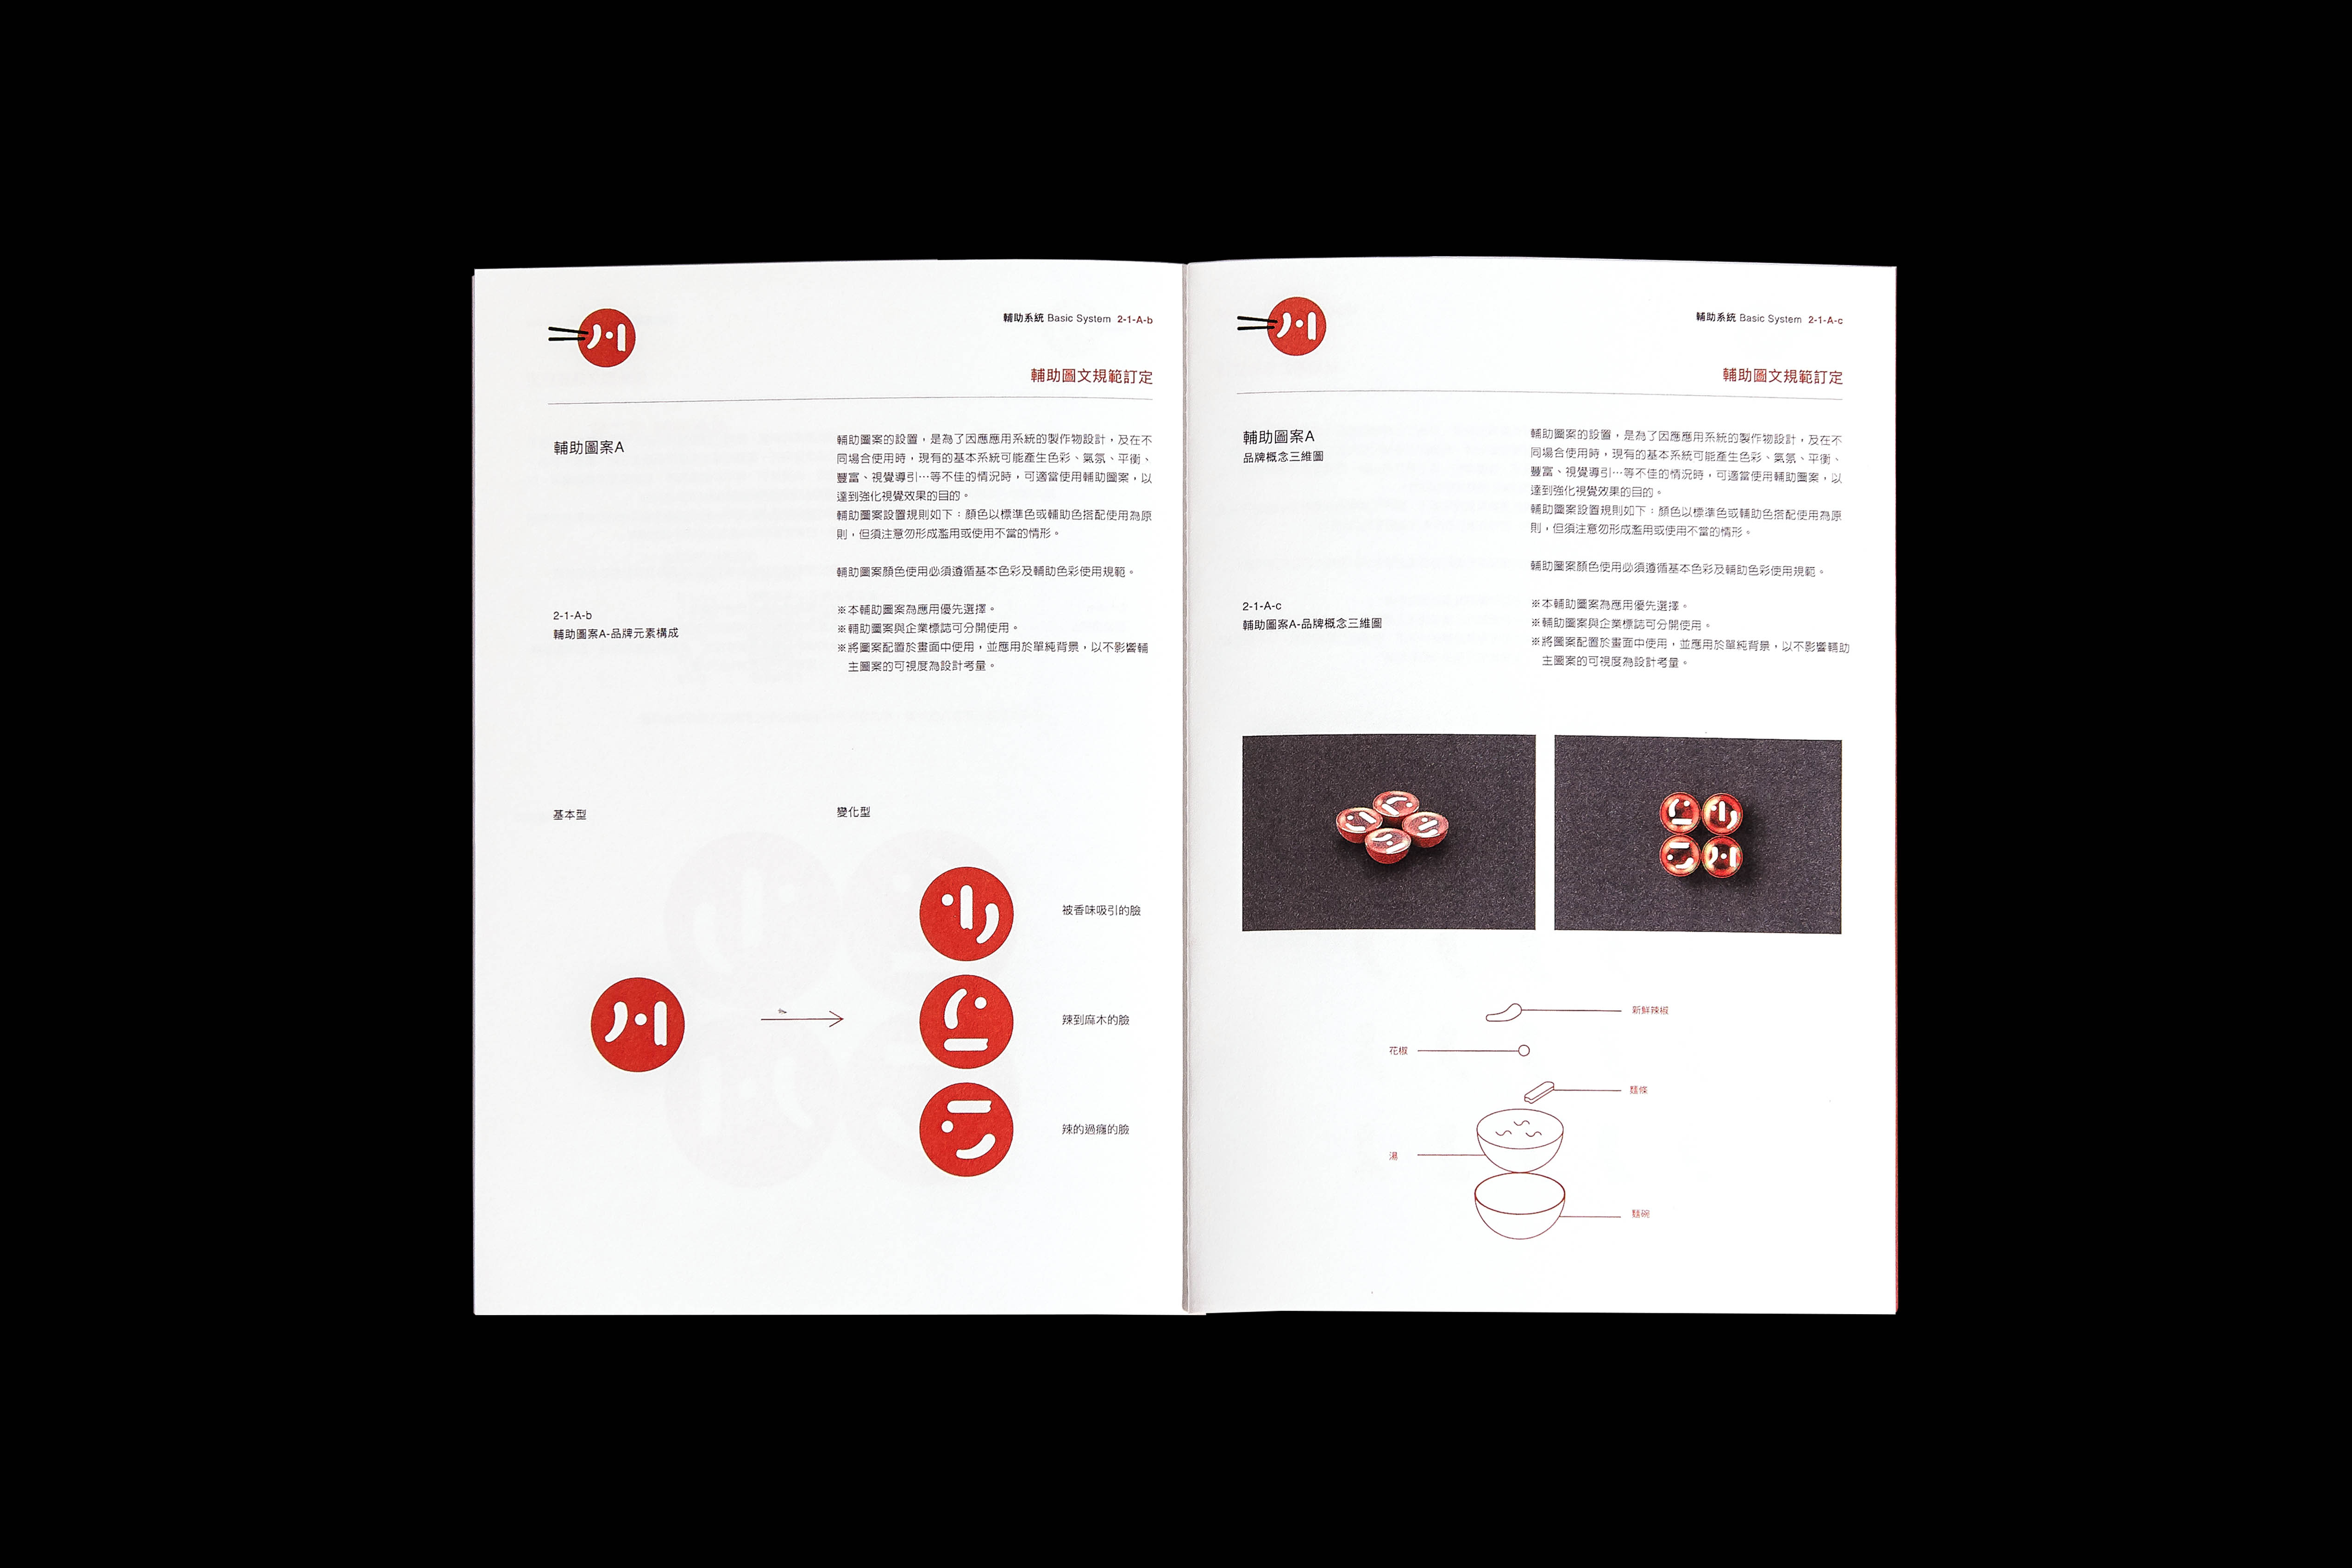 輔助系統 Basic System 2-1-A-b
輔助圖文規範訂定
輔助圖案A
輔助圖案的設置，是為了因應應用系統的製作物設計，及在不
同場合使用時，現有的基本系統可能產生色彩、氣氛、平衡、
豐富、視覺導引…等不佳的情況時，可適當使用輔助圖案，以
達到強化視覺效果的目的。
輔助圖案設置規則如下：顏色以標準色或輔助色搭配使用為原
則，但須注意勿形成濫用或使用不當的情形。
輔助圖案顏色使用必須遵循基本色彩及輔助色彩使用規範。
2-1-A-b
輔助圖案A-品牌元素構成
※本輔助圖案為應用優先選擇。
※輔助圖案與企業標誌可分開使用。
※將圖案配置於畫面中使用，並應用於單純背景，以不影響輔
主圖案的可視度為設計考量。
基本型
變化型
被香味吸引的臉
辣到麻木的臉
辣的過癮的臉
川
輔助系統 Basic System 2-1-A-c
輔助圖文規範訂定
輔助圖案A
品牌概念三維圖
輔助圖案的設置，是為了因應應用系統的製作物設計，及在不
同場合使用時，現有的基本系統可能產生色彩、氣氛、平衡、
豐富、視覺導引…等不佳的情況時，可適當使用輔助圖案，以
達到強化視覺效果的目的。
輔助圖案設置規則如下：顏色以標準色或輔助色搭配使用為原
則，但須注意勿形成濫用或使用不當的情形。
輔助圖案顏色使用必須遵循基本色彩及輔助色彩使用規範。
2-1-A-c
輔助圖案A-品牌概念三維圖
※本輔助圖案為應用優先選擇。
※輔助圖案與企業標誌可分開使用。
※將圖案配置於畫面中使用，並應用於單純背景，以不影響輔助
主圖案的可視度為設計考量。
新鮮辣椒
花椒
麵條
湯
麵碗